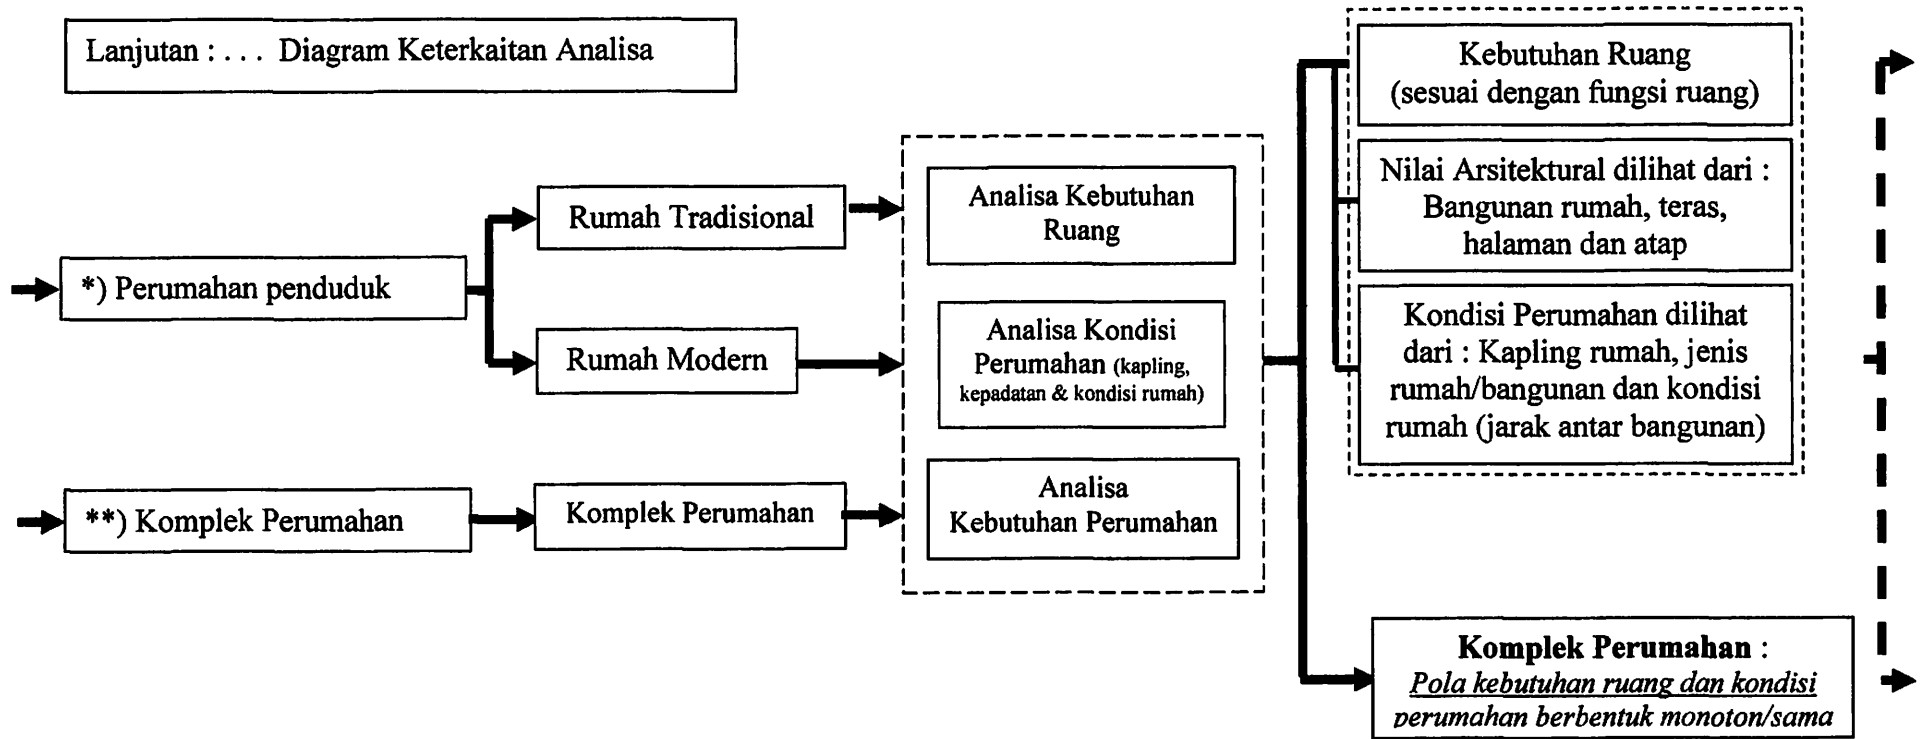 Lanjutan : . . .  Diagram Keterkaitan Analisa
*) Perumahan penduduk
**) Komplek Perumahan
Rumah Tradisional
Rumah Modern
Komplek Perumahan
Analisa Kebutuhan
Ruang
Analisa Kondisi
Perumahan (kapling,
kepadatan & kondisi rumah)
Analisa
Kebutuhan Perumahan
Kebutuhan Ruang
(sesuai dengan fungsi ruang)
Nilai Arsitektural dilihat dari :
Bangunan rumah, teras,
halaman dan atap
Kondisi Perumahan dilihat
dari : Kapling rumah, jenis
rumah/bangunan dan kondisi
rumah (jarak antar bangunan)
Komplek Perumahan :
Pola kebutuhan ruang dan kondisi
perumahan berbentuk monoton/sama